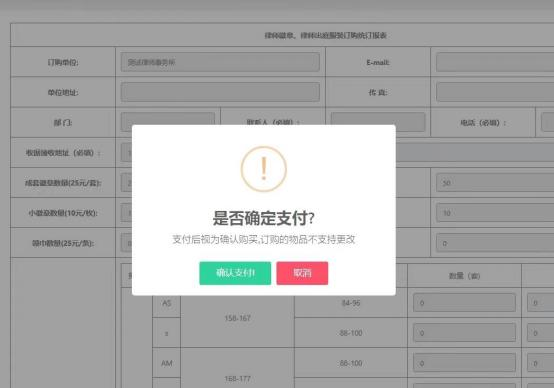 律师徽章、律师出庭服装订购统订报表
订购单位: 测试律师事务所 E-mail:
单位地址: 传 真:
部 门: 联系人（必填）: 电话（必填）:
收据接收地址（必填）:
成套徽章数量(25元/套): 50
小徽章数量(10元/枚): 10
领巾数量(25元/条): 0
是否确定支付?
支付后视为确认购买,订购的物品不支持更改
确认支付! 取消
数量（套）
AS 158-167 84-96 0 0
s 88-100 0 0
AM 168-177 88-100 0 0